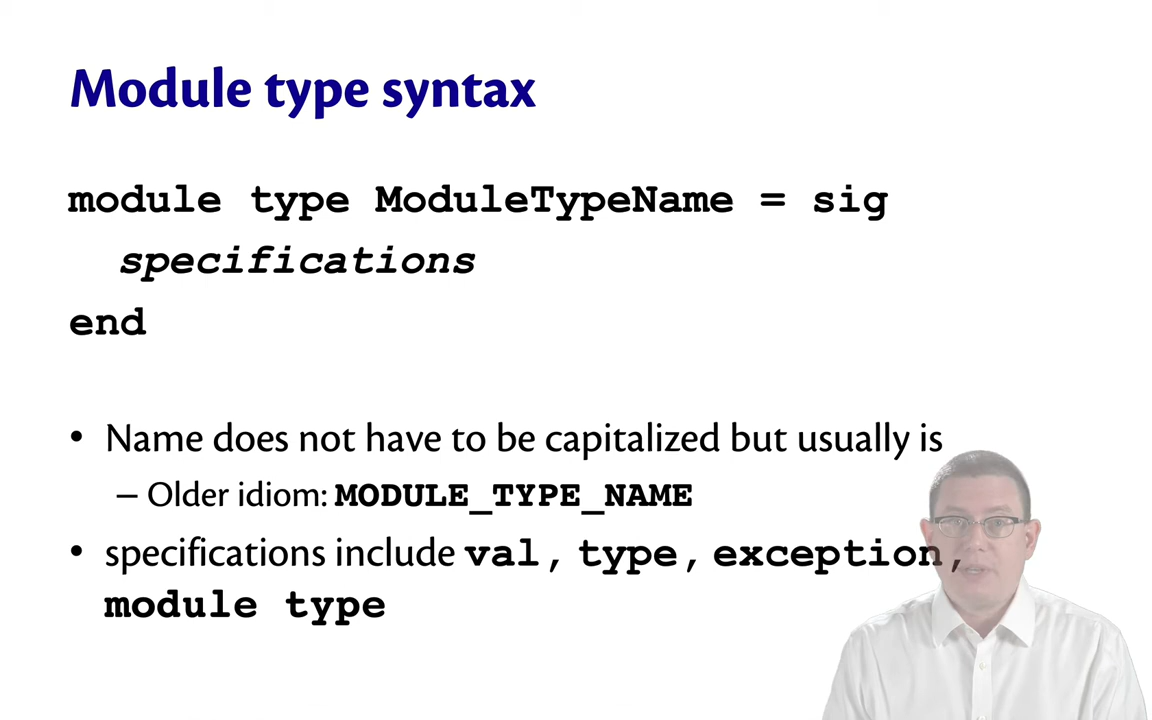 Module type syntax
module type ModuleTypeName = sig
specifications
end
• Name does not have to be capitalized but usually is
– Older idiom: MODULE_TYPE_NAME
• specifications include val, type, exception,
module type